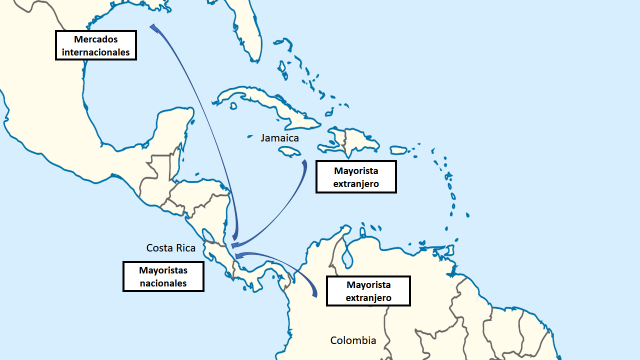 Mercados
internacionales
Jamaica
Mayorista
extranjero
Costa Rica
Mayoristas
nacionales
Mayorista
extranjero
Colombia